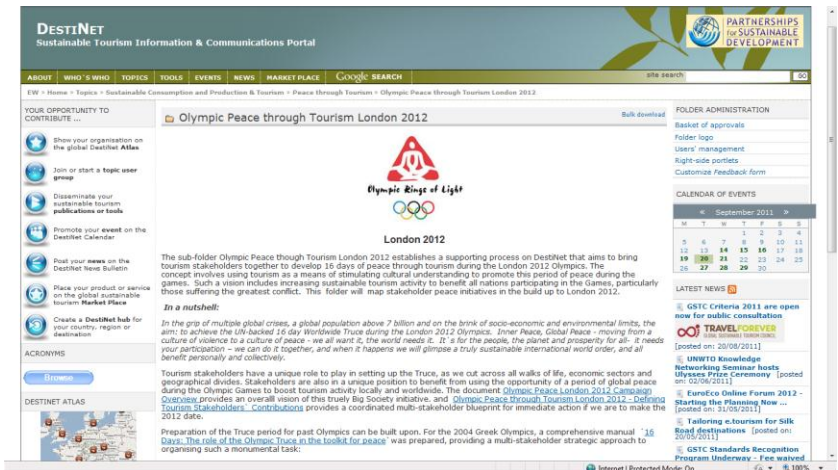 DESTINET
Sustainable Tourism Information & Communications Portal
PARTNERSHIPS
for SUSTAINABLE
DEVELOPMENT
ABOUT WHO´S WHO TOPICS TOOLS EVENTS NEWS MARKET PLACE Google SEARCH
site search
GO
EW » Home » Topics » Sustainable Consumption and Production & Tourism » Peace through Tourism » Olympic Peace through Tourism London 2012
YOUR OPPORTUNITY TO
CONTRIBUTE ...
Show your organisation on
the global DestiNet Atlas
Join or start a topic user
group
Disseminate your
sustainable tourism
publications or tools
Promote your event on the
DestiNet Calendar
Post your news on the
DestiNet News Bulletin
Place your product or service
on the global sustainable
tourism Market Place
Create a DestiNet hub for
your country, region or
destination
ACRONYMS
Browse
DESTINET ATLAS
Olympic Peace through Tourism London 2012
Bulk download
Olympic Rings of Light
London 2012
The sub-folder Olympic Peace though Tourism London 2012 establishes a supporting process on DestiNet that aims to bring
tourism stakeholders together to develop 16 days of peace through tourism during the London 2012 Olympics. The
concept involves using tourism as a means of stimulating cultural understanding to promote this period of peace during the
games. Such a vision includes increasing sustainable tourism activity to benefit all nations participating in the Games, particularly
those suffering the greatest conflict. This folder will map stakeholder peace initiatives in the build up to London 2012.
In a nutshell:
In the grip of multiple global crises, a global population above 7 billion and on the brink of socio-economic and environmental limits, the
aim: to achieve the UN-backed 16 day Worldwide Truce during the London 2012 Olympics. Inner Peace, Global Peace - moving from a
culture of violence to a culture of peace - we all want it, the world needs it. It´s for the people, the planet and prosperity for all- it needs
your participation – we can do it together, and when it happens we will glimpse a truly sustainable international world order, and all
benefit personally and collectively.
Tourism stakeholders have a unique role to play in setting up the Truce, as we cut across all walks of life, economic sectors and
geographical divides. Stakeholders are also in a unique position to benefit from using the opportunity of a period of global peace
during the Olympic Games to boost tourism activity locally and worldwide. The document Olympic Peace London 2012 Campaign
Overview provides an overalll vision of this truely Big Society initiative. and Olympic Peace through London 2012 - Defining
Tourism Stakeholders´ Contributions provides a coordinated multi-stakeholder blueprint for immediate action if we are to make the
2012 date.
Preparation of the Truce period for past Olympics can be built upon. For the 2004 Greek Olympics, a comprehensive manual ´16
Days: The role of the Olympic Truce in the toolkit for peace´was prepared, providing a multi-stakeholder strategic approach to
organising such a monumental task:
FOLDER ADMINISTRATION
Basket of approvals
Folder logo
Users' management
Right-side portlets
Customize Feedback form
CALENDAR OF EVENTS
« September 2011 »
M T W T F S S
1 2 3 4
5 6 7 8 9 10 11
12 13 14 15 16 17 18
19 20 21 22 23 24 25
26 27 28 29 30
LATEST NEWS
GSTC Criteria 2011 are open
now for public consultation
TRAVELFOREVER
GLOBAL SUSTAINABLE TOURISM COUNCIL
[posted on: 20/08/2011]
UNWTO Knowledge
Networking Seminar hosts
Ulysses Prize Ceremony [posted
on: 02/06/2011]
EuroEco Online Forum 2012 -
Starting the Planning Now ...
[posted on: 31/05/2011]
Tailoring e.tourism for Silk
Road destinations [posted on:
20/05/2011]
GSTC Standards Recognition
Program Underway - Fee waived
Internet | Protected Mode: On
100%